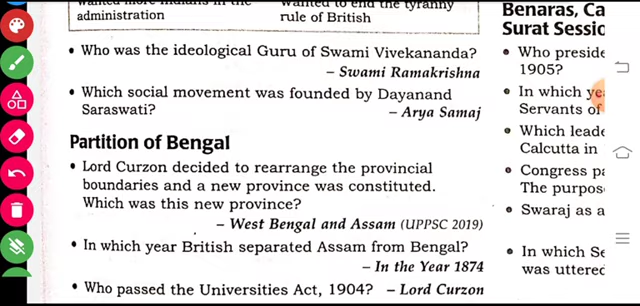 administration
rule of British
• Who was the ideological Guru of Swami Vivekananda?
– Swami Ramakrishna
• Which social movement was founded by Dayanand
Saraswati?
– Arya Samaj
Partition of Bengal
• Lord Curzon decided to rearrange the provincial
boundaries and a new province was constituted.
Which was this new province?
– West Bengal and Assam (UPPSC 2019)
• In which year British separated Assam from Bengal?
– In the Year 1874
• Who passed the Universities Act, 1904? – Lord Curzon
Benaras, Ca
Surat Sessio
• Who preside
1905?
• In which ye
Servants of
• Which leade
Calcutta in
• Congress pa
The purpos
• Swaraj as a
• In which Se
was uttered